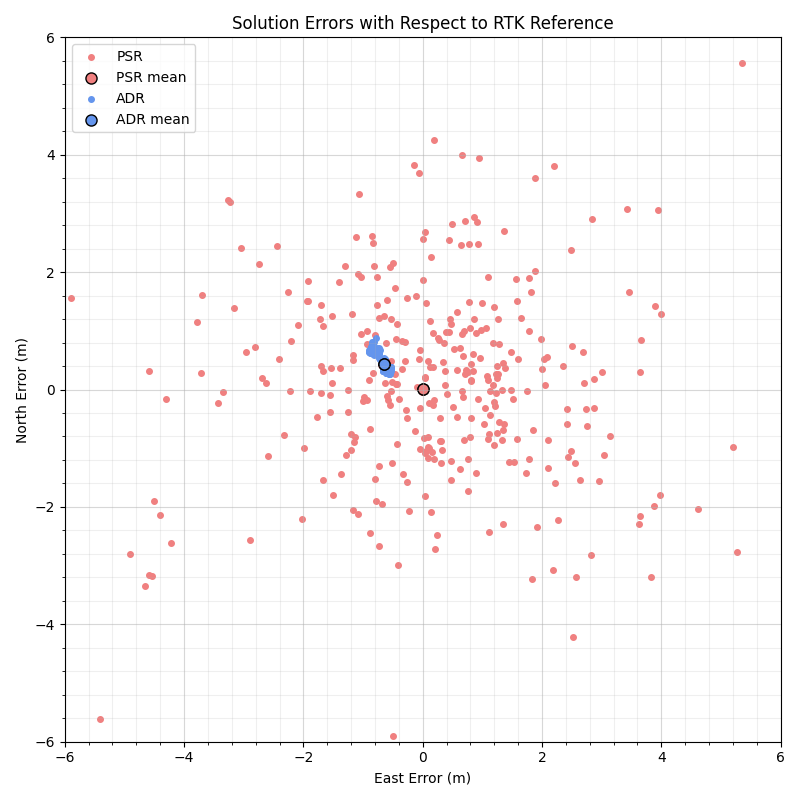 Solution Errors with Respect to RTK Reference
PSR
PSR mean
ADR
ADR mean
North Error (m)
6
4
2
0
−2
−4
−6
−6
−4
−2
0
2
4
6
East Error (m)